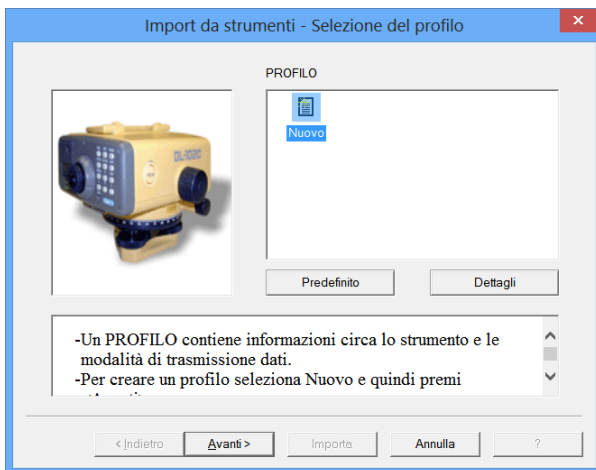 Import da strumenti - Selezione del profilo
PROFILO
DL-102C
Nuovo
Predefinito
Dettagli
-Un PROFILO contiene informazioni circa lo strumento e le
modalità di trasmissione dati.
-Per creare un profilo seleziona Nuovo e quindi premi
< Indietro
Avanti >
Importa
Annulla
?